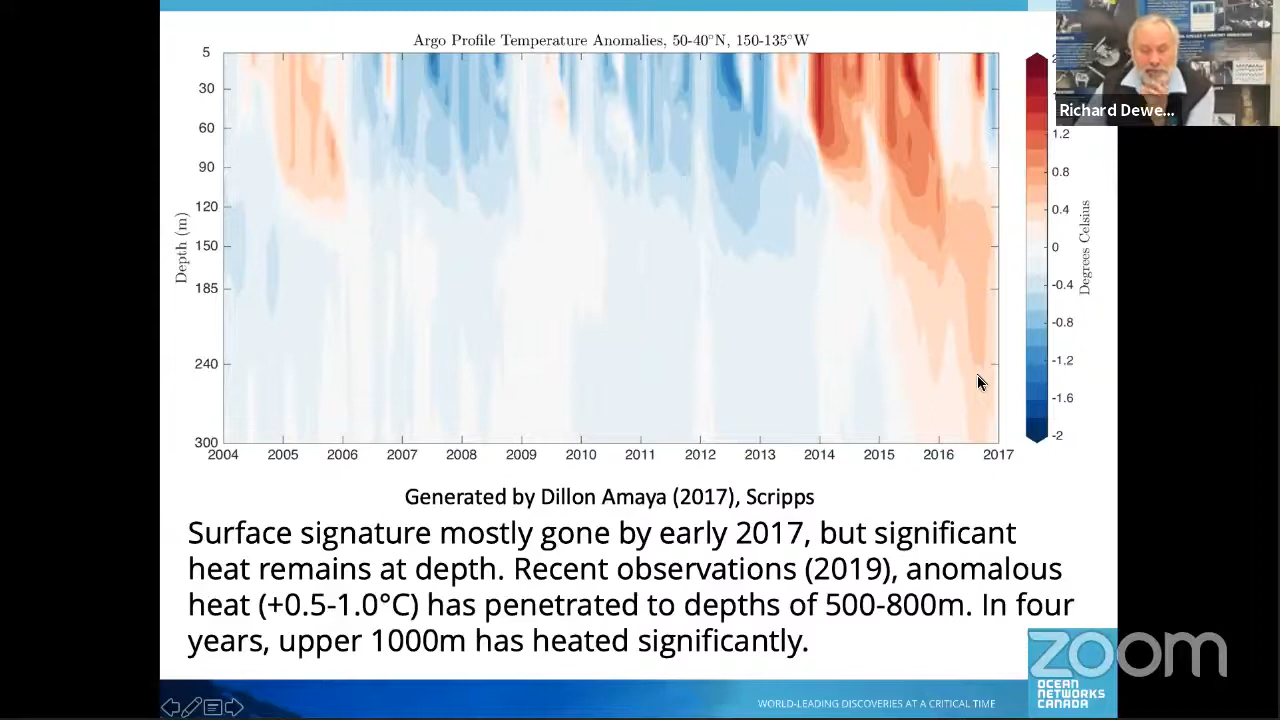 Argo Profile Temperature Anomalies, 50-40°N, 150-135°W
5
30
60
90
120
150
185
240
300
Depth (m)
2004 2005 2006 2007 2008 2009 2010 2011 2012 2013 2014 2015 2016 2017
1.2
0.8
0.4
0
-0.4
-0.8
-1.2
-1.6
-2
Degrees Celsius
Richard Dewe...
Generated by Dillon Amaya (2017), Scripps
Surface signature mostly gone by early 2017, but significant
heat remains at depth. Recent observations (2019), anomalous
heat (+0.5-1.0°C) has penetrated to depths of 500-800m. In four
years, upper 1000m has heated significantly.
zoom
OCEAN
NETWORKS
CANADA
WORLD-LEADING DISCOVERIES AT A CRITICAL TIME